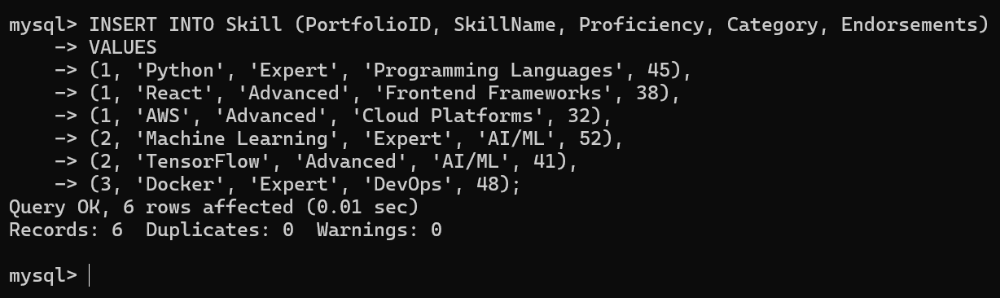 mysql> INSERT INTO Skill (PortfolioID, SkillName, Proficiency, Category, Endorsements)
    -> VALUES
    -> (1, 'Python', 'Expert', 'Programming Languages', 45),
    -> (1, 'React', 'Advanced', 'Frontend Frameworks', 38),
    -> (1, 'AWS', 'Advanced', 'Cloud Platforms', 32),
    -> (2, 'Machine Learning', 'Expert', 'AI/ML', 52),
    -> (2, 'TensorFlow', 'Advanced', 'AI/ML', 41),
    -> (3, 'Docker', 'Expert', 'DevOps', 48);
Query OK, 6 rows affected (0.01 sec)
Records: 6  Duplicates: 0  Warnings: 0
mysql>